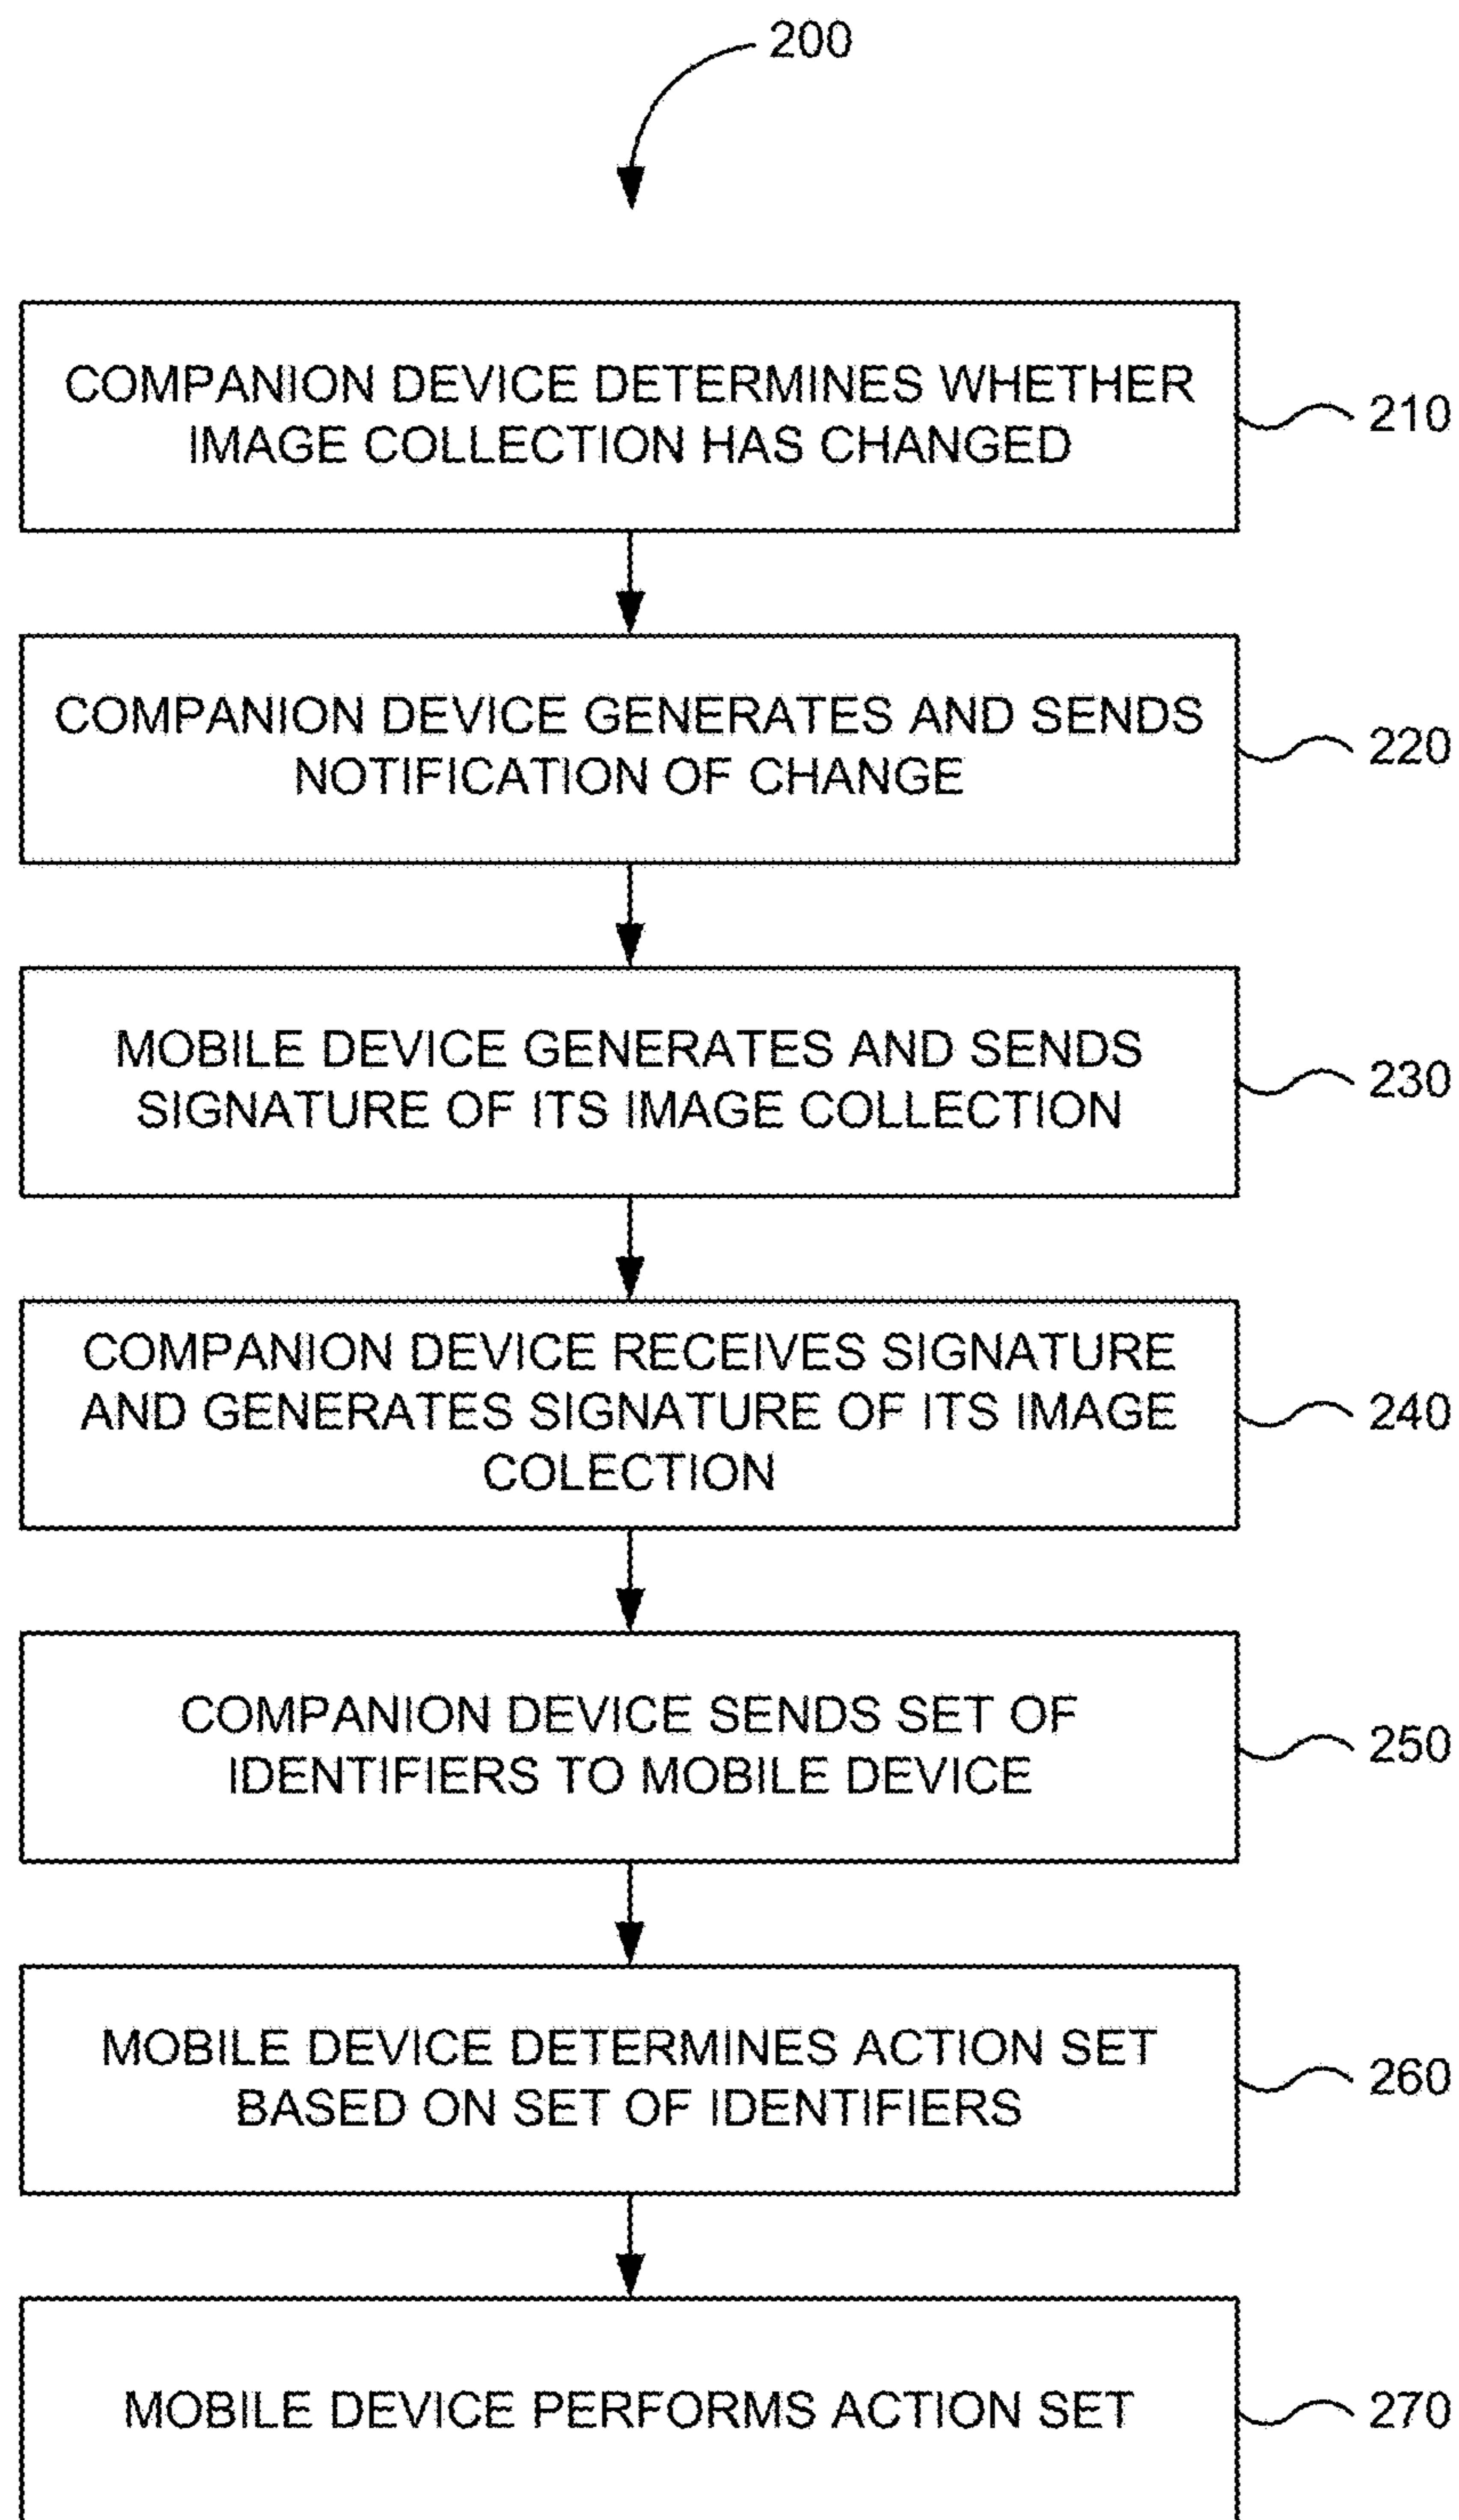 200
COMPANION DEVICE DETERMINES WHETHER
IMAGE COLLECTION HAS CHANGED
210
COMPANION DEVICE GENERATES AND SENDS
NOTIFICATION OF CHANGE
220
MOBILE DEVICE GENERATES AND SENDS
SIGNATURE OF ITS IMAGE COLLECTION
230
COMPANION DEVICE RECEIVES SIGNATURE
AND GENERATES SIGNATURE OF ITS IMAGE
COLECTION
240
COMPANION DEVICE SENDS SET OF
IDENTIFIERS TO MOBILE DEVICE
250
MOBILE DEVICE DETERMINES ACTION SET
BASED ON SET OF IDENTIFIERS
260
MOBILE DEVICE PERFORMS ACTION SET
270